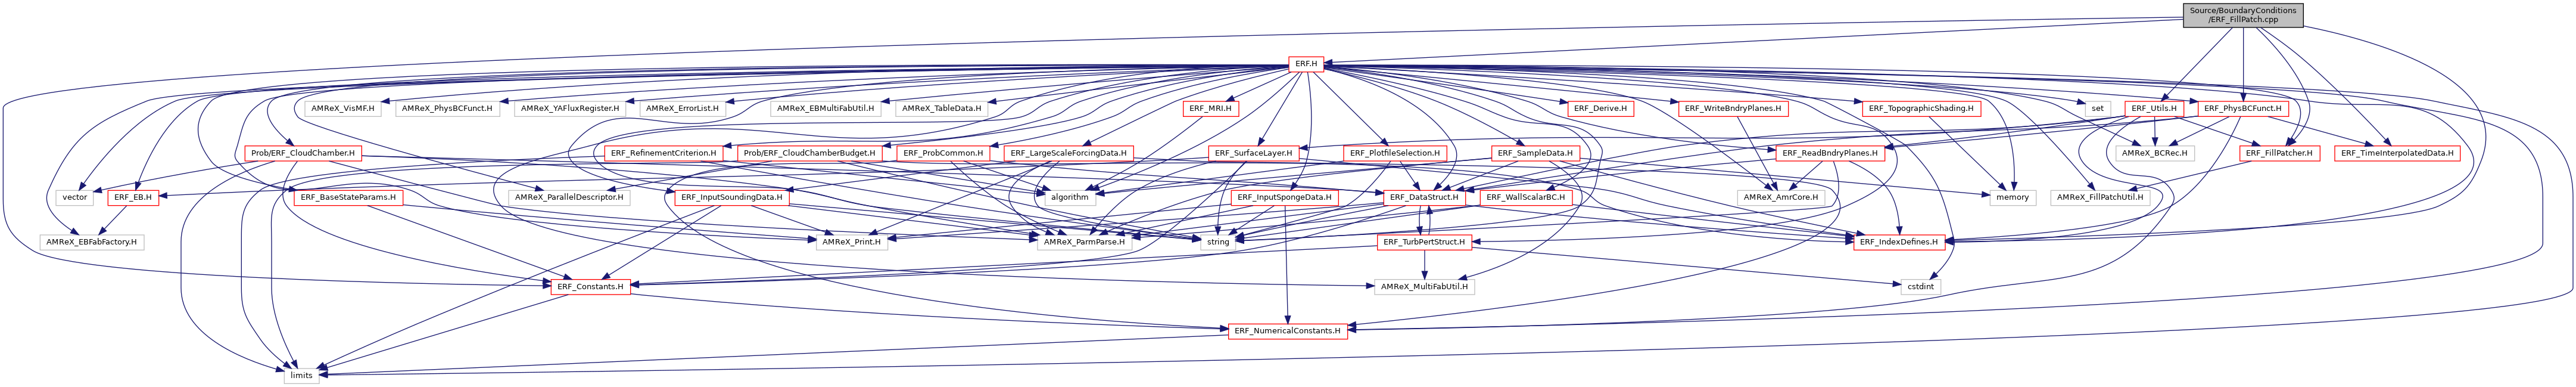 Source/BoundaryConditions
/ERF_FillPatch.cpp
ERF.H
AMReX_VisMF.H
AMReX_PhysBCFunct.H
AMReX_YAFluxRegister.H
AMReX_ErrorList.H
AMReX_EBMultiFabUtil.H
AMReX_TableData.H
ERF_MRI.H
ERF_Derive.H
ERF_WriteBndryPlanes.H
ERF_TopographicShading.H
set
ERF_Utils.H
ERF_PhysBCFunct.H
Prob/ERF_CloudChamber.H
ERF_RefinementCriterion.H
Prob/ERF_CloudChamberBudget.H
ERF_ProbCommon.H
ERF_LargeScaleForcingData.H
ERF_SurfaceLayer.H
ERF_PlotfileSelection.H
ERF_SampleData.H
ERF_ReadBndryPlanes.H
AMReX_BCRec.H
ERF_FillPatcher.H
ERF_TimeInterpolatedData.H
vector
ERF_EB.H
ERF_BaseStateParams.H
AMReX_ParallelDescriptor.H
ERF_InputSoundingData.H
algorithm
ERF_InputSpongeData.H
ERF_DataStruct.H
ERF_WallScalarBC.H
AMReX_AmrCore.H
memory
AMReX_FillPatchUtil.H
AMReX_EBFabFactory.H
AMReX_Print.H
AMReX_ParmParse.H
string
ERF_TurbPertStruct.H
ERF_IndexDefines.H
ERF_Constants.H
AMReX_MultiFabUtil.H
cstdint
ERF_NumericalConstants.H
limits